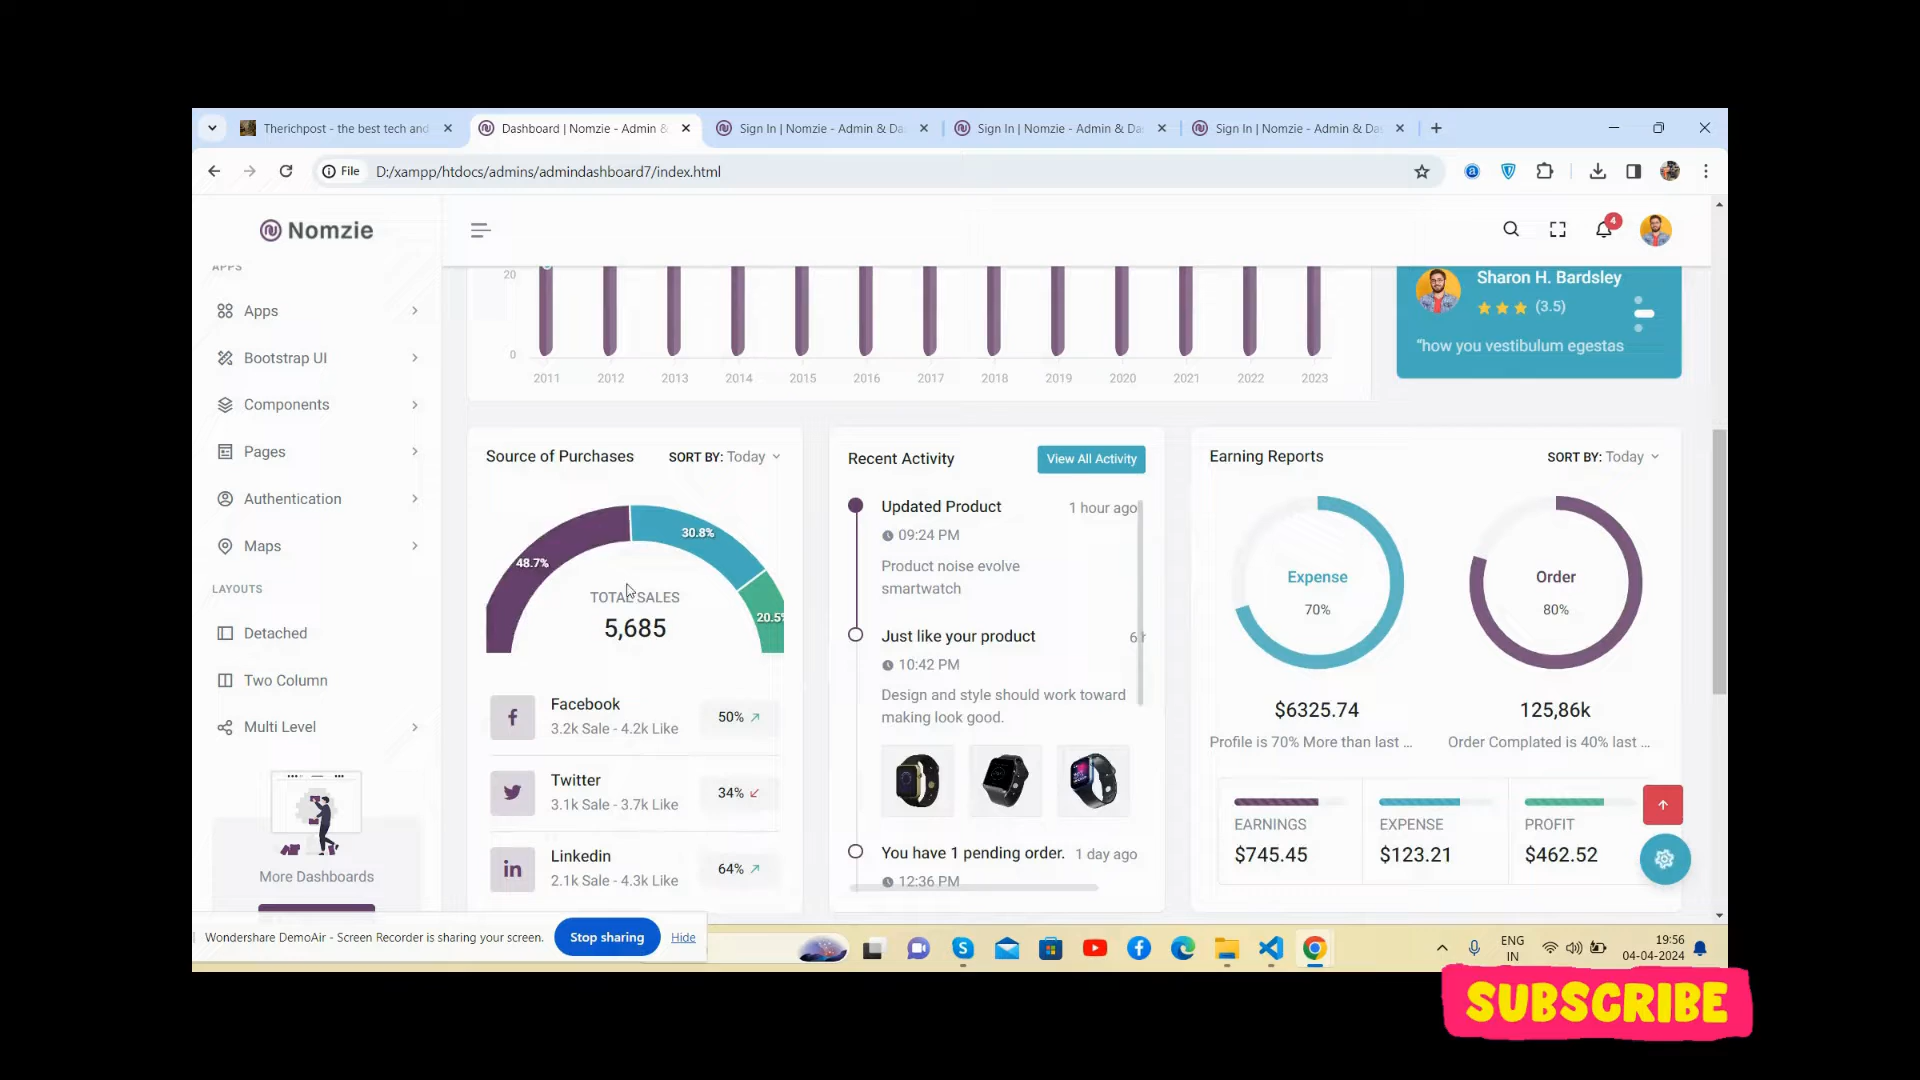 Therichpost - the best tech and
Dashboard | Nomzie - Admin &
Sign In | Nomzie - Admin & Da
Sign In | Nomzie - Admin & Da
Sign In | Nomzie - Admin & Da
File
D:/xampp/htdocs/admins/admindashboard7/index.html
Nomzie
4
APPS
Apps
Bootstrap UI
Components
Pages
Authentication
Maps
LAYOUTS
Detached
Two Column
Multi Level
More Dashboards
20
0
2011 2012 2013 2014 2015 2016 2017 2018 2019 2020 2021 2022 2023
Sharon H. Bardsley
(3.5)
“how you vestibulum egestas
Source of Purchases
SORT BY: Today
48.7%
30.8%
20.5%
TOTAL SALES
5,685
Facebook
3.2k Sale - 4.2k Like
50%
Twitter
3.1k Sale - 3.7k Like
34%
Linkedin
2.1k Sale - 4.3k Like
64%
Recent Activity
View All Activity
Updated Product
1 hour ago
09:24 PM
Product noise evolve
smartwatch
Just like your product
6 h
10:42 PM
Design and style should work toward
making look good.
You have 1 pending order.
1 day ago
12:36 PM
Earning Reports
SORT BY: Today
Expense
70%
$6325.74
Profile is 70% More than last ...
Order
80%
125,86k
Order Complated is 40% last ...
EARNINGS
$745.45
EXPENSE
$123.21
PROFIT
$462.52
Wondershare DemoAir - Screen Recorder is sharing your screen.
Stop sharing
Hide
ENG
IN
19:56
04-04-2024
SUBSCRIBE